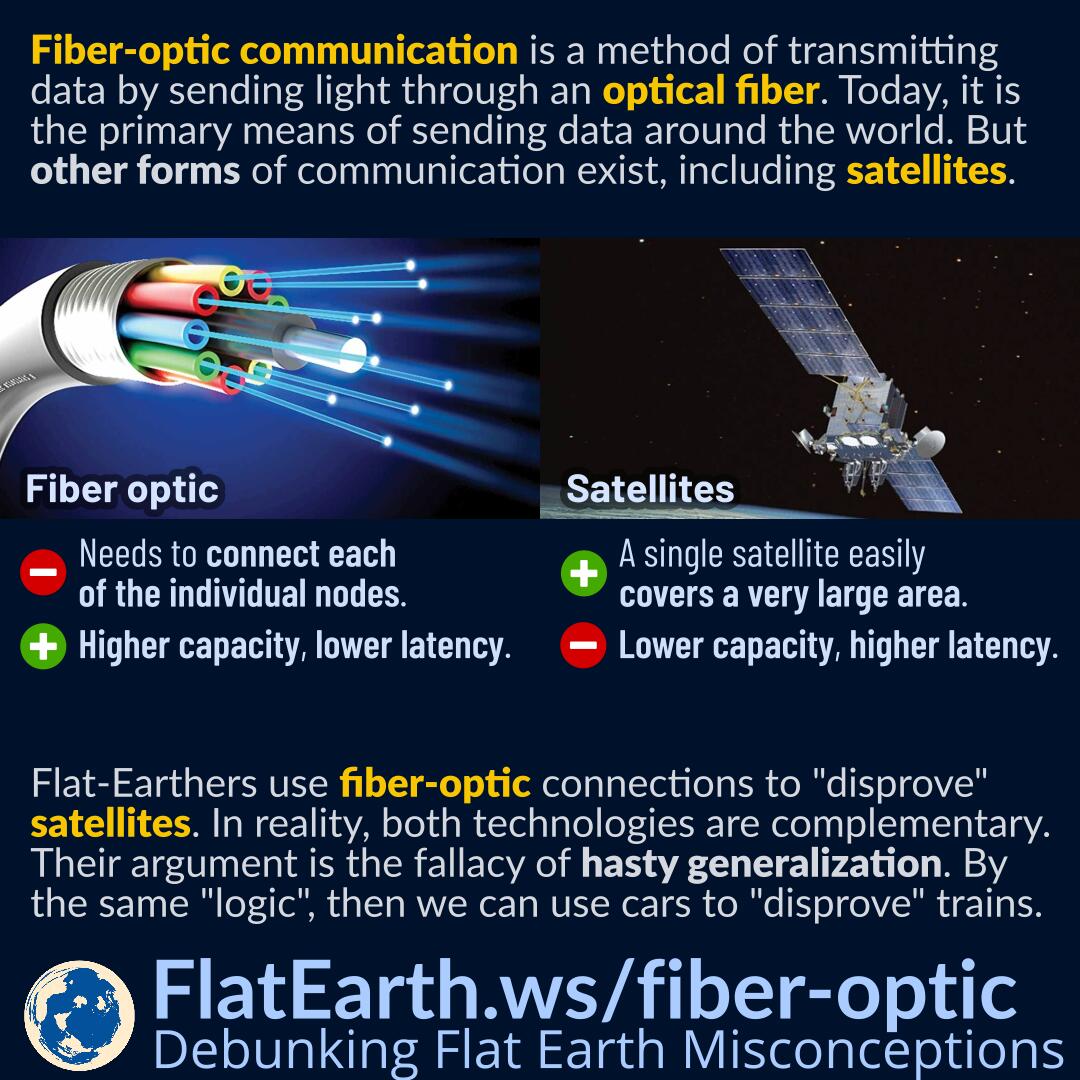 Fiber-optic communication is a method of transmitting
data by sending light through an optical fiber. Today, it is
the primary means of sending data around the world. But
other forms of communication exist, including satellites.
Fiber optic
Satellites
Needs to connect each
of the individual nodes.
Higher capacity, lower latency.
A single satellite easily
covers a very large area.
Lower capacity, higher latency.
Flat-Earthers use fiber-optic connections to "disprove"
satellites. In reality, both technologies are complementary.
Their argument is the fallacy of hasty generalization. By
the same "logic", then we can use cars to "disprove" trains.
FlatEarth.ws/fiber-optic
Debunking Flat Earth Misconceptions